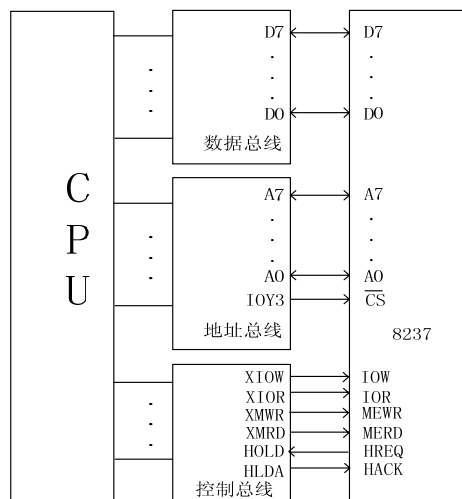 CPU
D7 D7
D0 D0
数据总线
A7 A7
A0 A0
IOY3 CS
地址总线
8237
XIOW IOW
XIOR IOR
XMWR MEWR
XMRD MERD
HOLD HREQ
HLDA HACK
控制总线